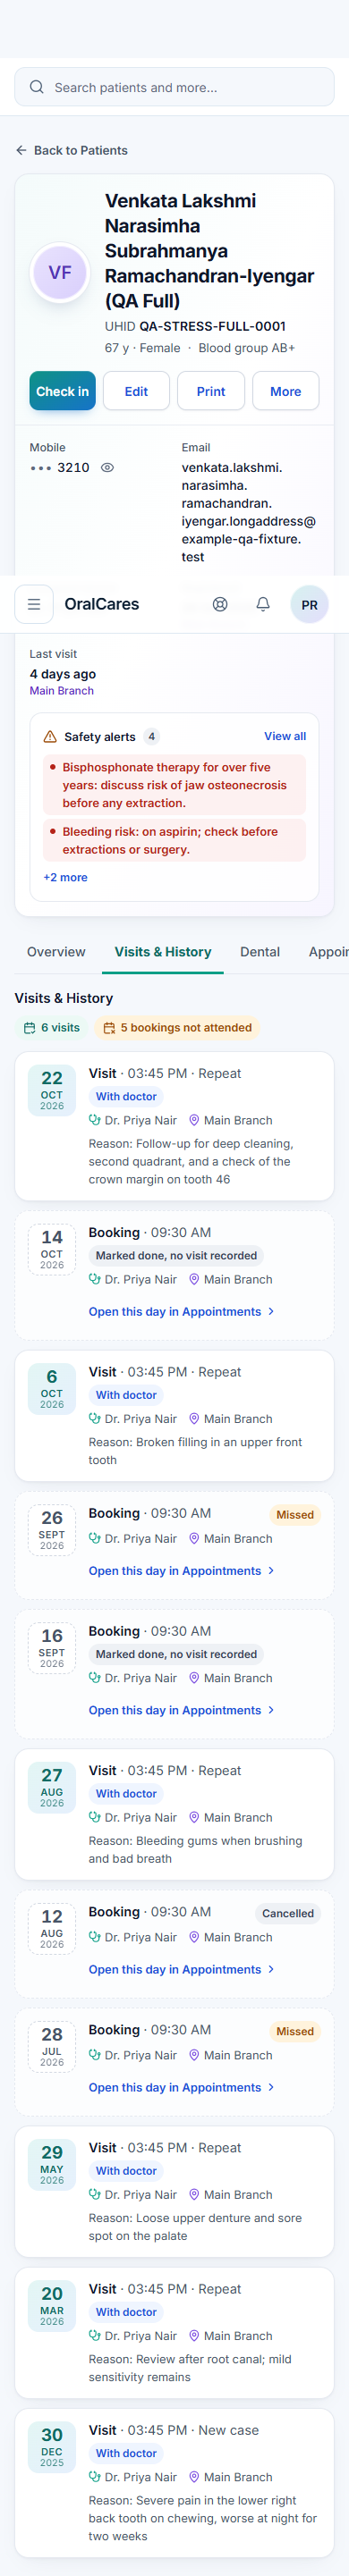 Search patients and more...
Back to Patients
VF
Venkata Lakshmi
Narasimha
Subrahmanya
Ramachandran-Iyengar
(QA Full)
UHID QA-STRESS-FULL-0001
67 y · Female · Blood group AB+
Check in
Edit
Print
More
Mobile
••• 3210
Email
venkata.lakshmi.
narasimha.
ramachandran.
iyengar.longaddress@
example-qa-fixture.
test
OralCares
PR
Last visit
4 days ago
Main Branch
Safety alerts 4
View all
Bisphosphonate therapy for over five
years: discuss risk of jaw osteonecrosis
before any extraction.
Bleeding risk: on aspirin; check before
extractions or surgery.
+2 more
Overview
Visits & History
Dental
Appoin
Visits & History
6 visits
5 bookings not attended
22
OCT
2026
Visit · 03:45 PM · Repeat
With doctor
Dr. Priya Nair
Main Branch
Reason: Follow-up for deep cleaning,
second quadrant, and a check of the
crown margin on tooth 46
14
OCT
2026
Booking · 09:30 AM
Marked done, no visit recorded
Dr. Priya Nair
Main Branch
Open this day in Appointments
6
OCT
2026
Visit · 03:45 PM · Repeat
With doctor
Dr. Priya Nair
Main Branch
Reason: Broken filling in an upper front
tooth
26
SEPT
2026
Booking · 09:30 AM
Missed
Dr. Priya Nair
Main Branch
Open this day in Appointments
16
SEPT
2026
Booking · 09:30 AM
Marked done, no visit recorded
Dr. Priya Nair
Main Branch
Open this day in Appointments
27
AUG
2026
Visit · 03:45 PM · Repeat
With doctor
Dr. Priya Nair
Main Branch
Reason: Bleeding gums when brushing
and bad breath
12
AUG
2026
Booking · 09:30 AM
Cancelled
Dr. Priya Nair
Main Branch
Open this day in Appointments
28
JUL
2026
Booking · 09:30 AM
Missed
Dr. Priya Nair
Main Branch
Open this day in Appointments
29
MAY
2026
Visit · 03:45 PM · Repeat
With doctor
Dr. Priya Nair
Main Branch
Reason: Loose upper denture and sore
spot on the palate
20
MAR
2026
Visit · 03:45 PM · Repeat
With doctor
Dr. Priya Nair
Main Branch
Reason: Review after root canal; mild
sensitivity remains
30
DEC
2025
Visit · 03:45 PM · New case
With doctor
Dr. Priya Nair
Main Branch
Reason: Severe pain in the lower right
back tooth on chewing, worse at night for
two weeks